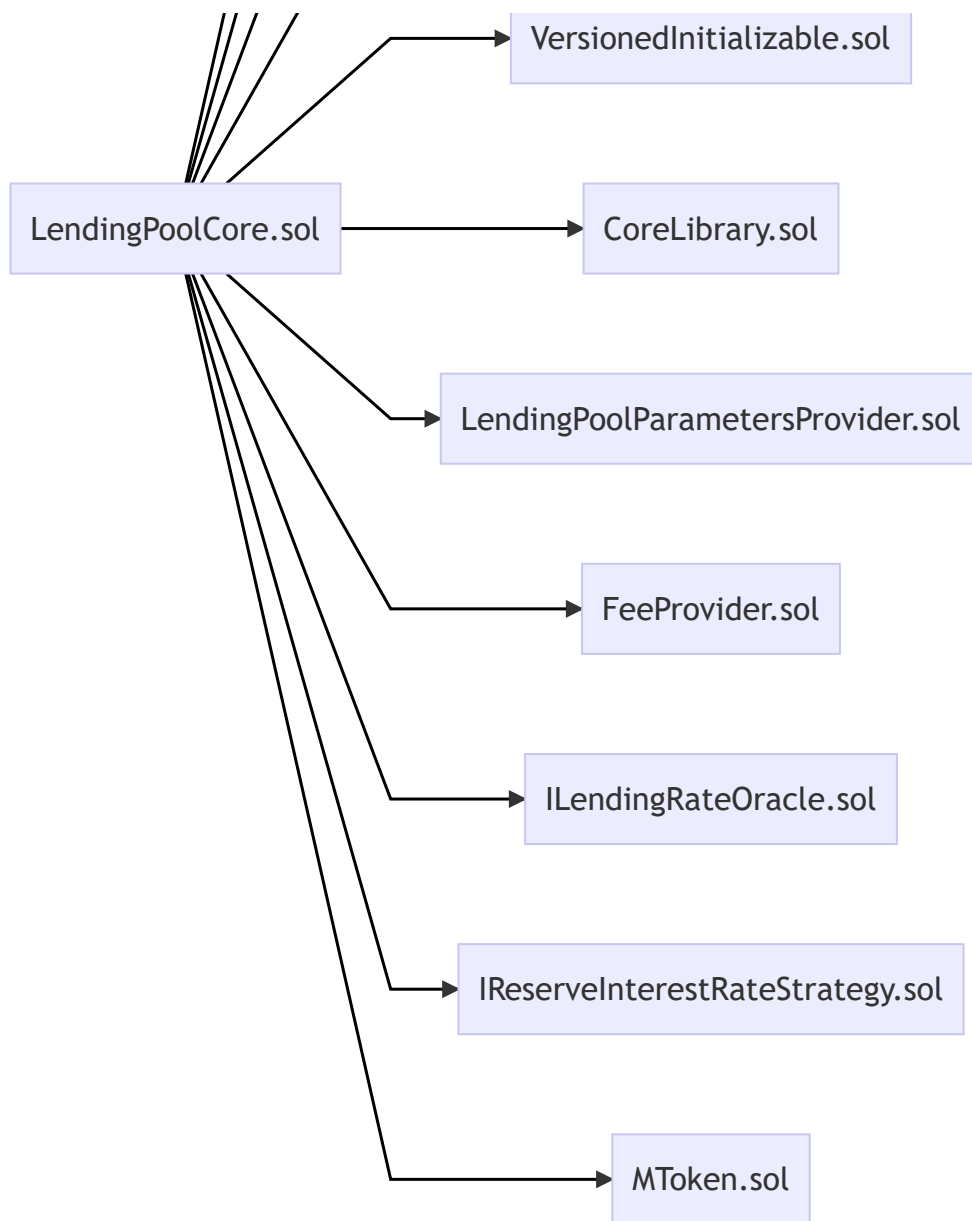 VersionedInitializable.sol
LendingPoolCore.sol
CoreLibrary.sol
LendingPoolParametersProvider.sol
FeeProvider.sol
ILendingRateOracle.sol
IReserveInterestRateStrategy.sol
MToken.sol